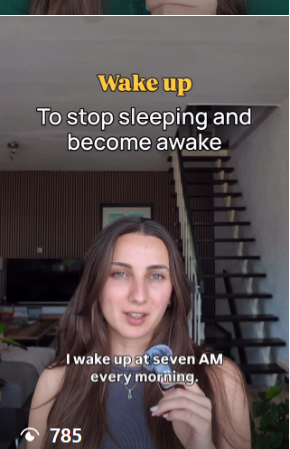 Wake up
To stop sleeping and
become awake
I wake up at seven AM
every morning.
785